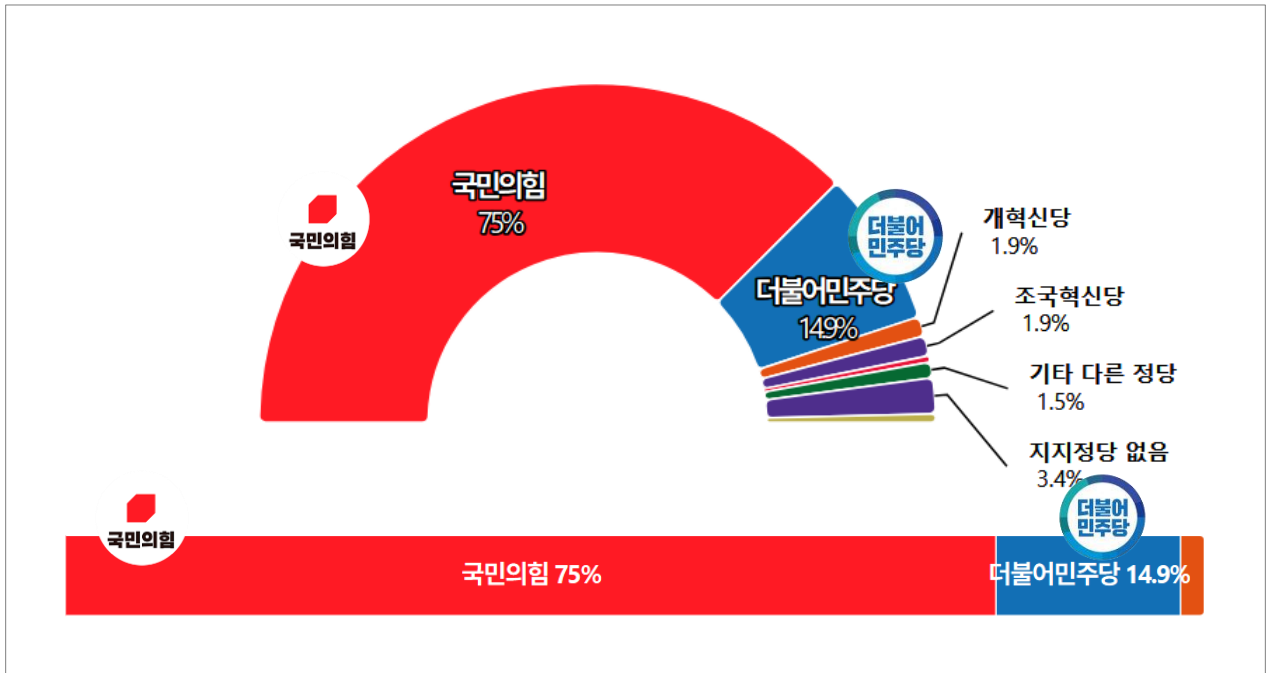 국민의힘
국민의힘
75%
더불어
민주당
더불어민주당
14.9%
개혁신당
1.9%
조국혁신당
1.9%
기타 다른 정당
1.5%
지지정당 없음
3.4%
국민의힘
더불어
민주당
국민의힘 75%
더불어민주당 14.9%